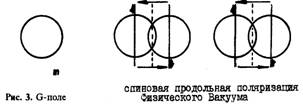 m
спиновая продольная поляризация
Рис. 3. G-поле
Физического Вакуума